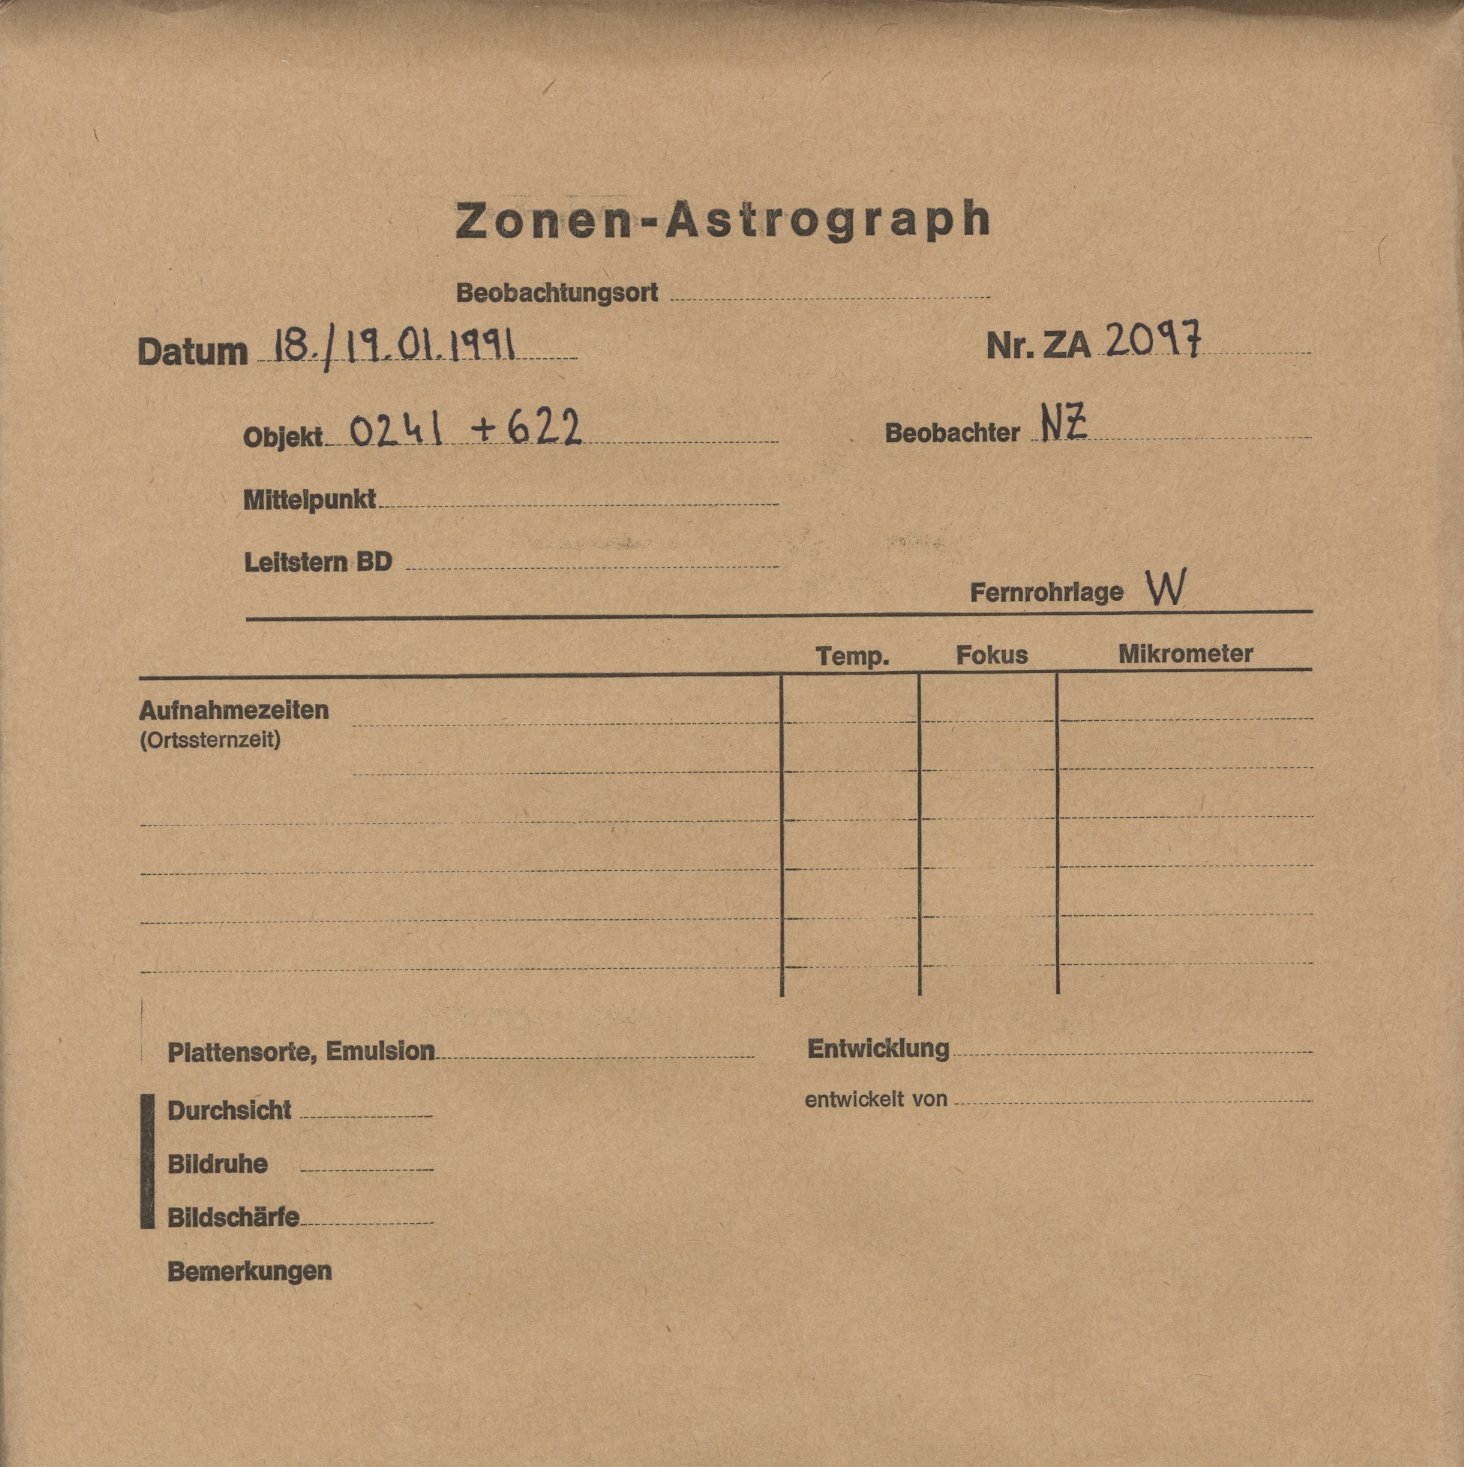 Zonen-Astrograph
Beobachtungsort
Datum 18./19.01.1991
Nr. ZA 2097
Objekt 0241 +622
Beobachter NZ
Mittelpunkt
Leitstern BD
Fernrohrlage W
Temp. Fokus Mikrometer
Aufnahmezeiten
(Ortssternzeit)
Plattensorte, Emulsion
Entwicklung
Durchsicht
entwickelt von
Bildruhe
Bildschärfe
Bemerkungen